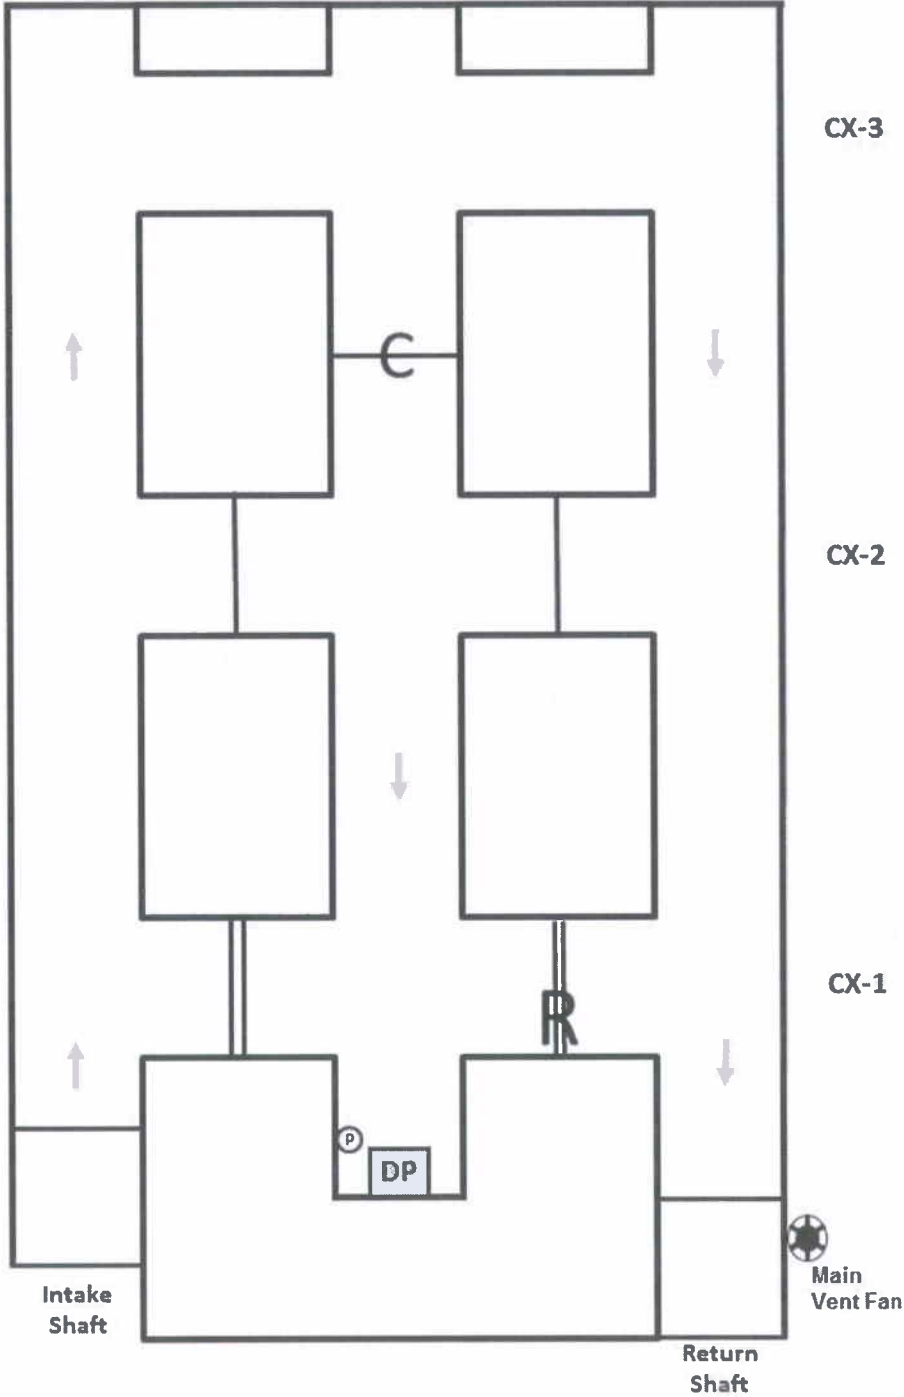 CX-3
C
CX-2
CX-1
R
P
DP
Intake
Shaft
Main
Vent Fan
Return
Shaft